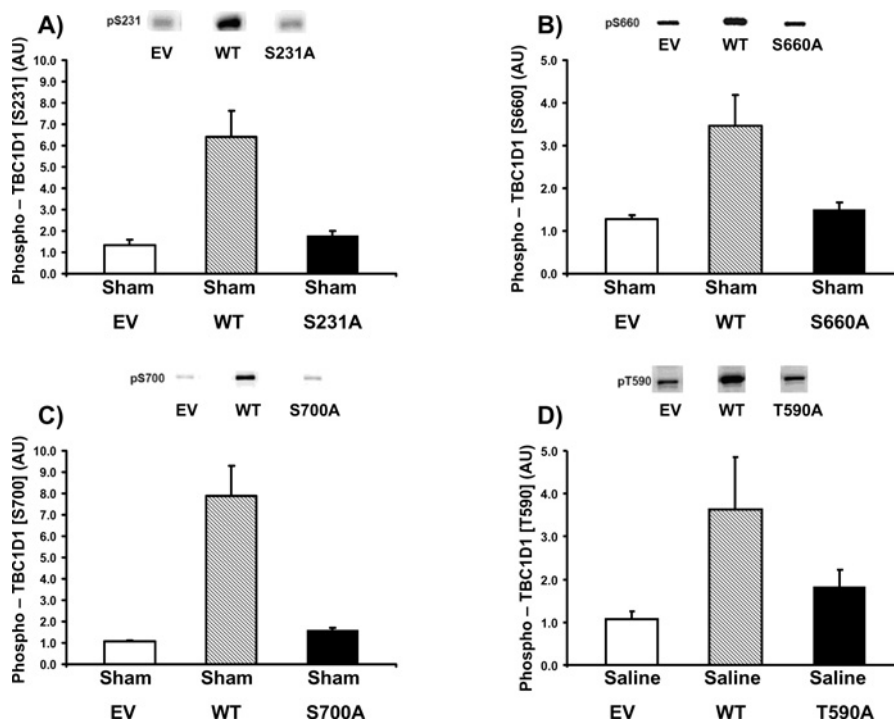 A)
pS231
EV WT S231A
Phospho – TBC1D1 [S231] (AU)
10.0
9.0
8.0
7.0
6.0
5.0
4.0
3.0
2.0
1.0
0.0
Sham Sham Sham
EV WT S231A
B)
pS660
EV WT S660A
Phospho – TBC1D1 [S660] (AU)
5.0
4.0
3.0
2.0
1.0
0.0
Sham Sham Sham
EV WT S660A
C)
pS700
EV WT S700A
Phospho – TBC1D1 [S700] (AU)
10.0
9.0
8.0
7.0
6.0
5.0
4.0
3.0
2.0
1.0
0.0
Sham Sham Sham
EV WT S700A
D)
pT590
EV WT T590A
Phospho – TBC1D1 [T590] (AU)
5.0
4.0
3.0
2.0
1.0
0.0
Saline Saline Saline
EV WT T590A